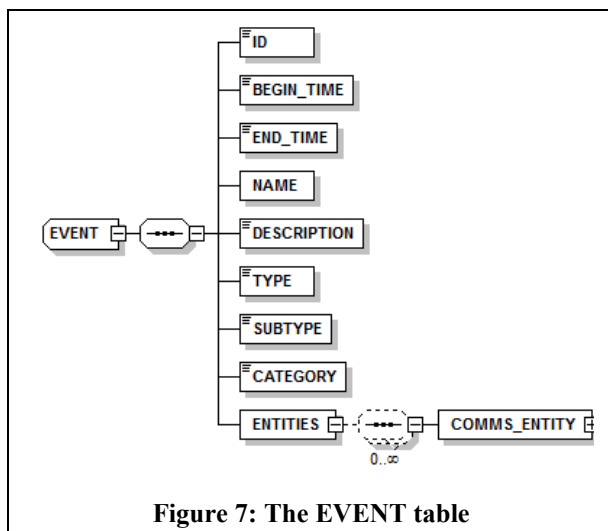 ID
BEGIN_TIME
END_TIME
NAME
EVENT
DESCRIPTION
TYPE
SUBTYPE
CATEGORY
ENTITIES
COMMS_ENTITY
0..∞
Figure 7: The EVENT table